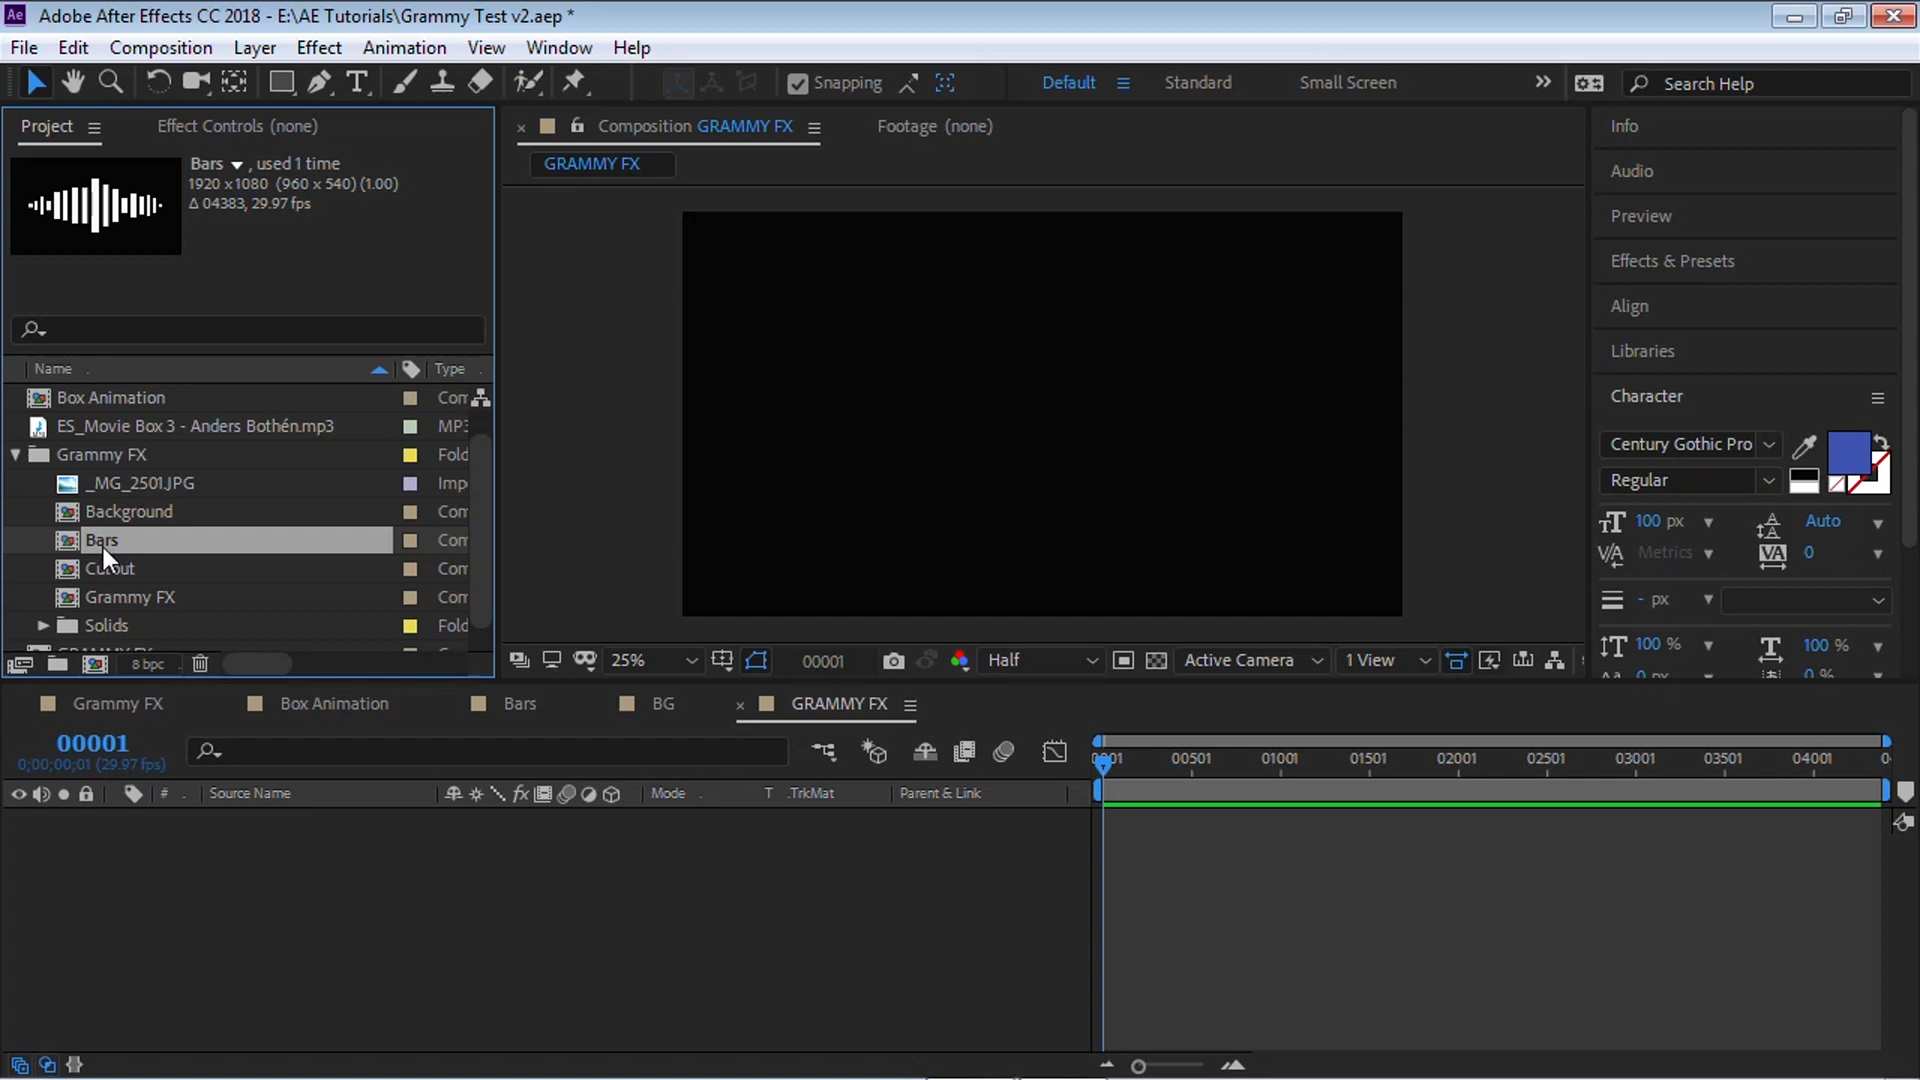 Ae Adobe After Effects CC 2018 - E:\AE Tutorials\Grammy Test v2.aep *
File Edit Composition Layer Effect Animation View Window Help
Snapping Default Standard Small Screen Search Help
Project Effect Controls (none) Composition GRAMMY FX Footage (none) Info
Bars , used 1 time
1920 x1080 (960 x 540) (1.00)
Δ 04383, 29.97 fps
GRAMMY FX
Audio
Preview
Effects & Presets
Align
Libraries
Name Type
Box Animation Com
ES_Movie Box 3 - Anders Bothén.mp3 MP3
Grammy FX Fold
_MG_2501.JPG Imp
Background Com
Bars Com
Cutout Com
Grammy FX Com
Solids Fold
8 bpc
Character
Century Gothic Pro
Regular
100 px Auto
Metrics 0
- px
100 % 100 %
25% 00001 Half Active Camera 1 View
Grammy FX Box Animation Bars BG GRAMMY FX
00001
0;00;00;01 (29.97 fps)
# Source Name fx Mode T .TrkMat Parent & Link
00501 01001 01501 02001 02501 03001 03501 04001